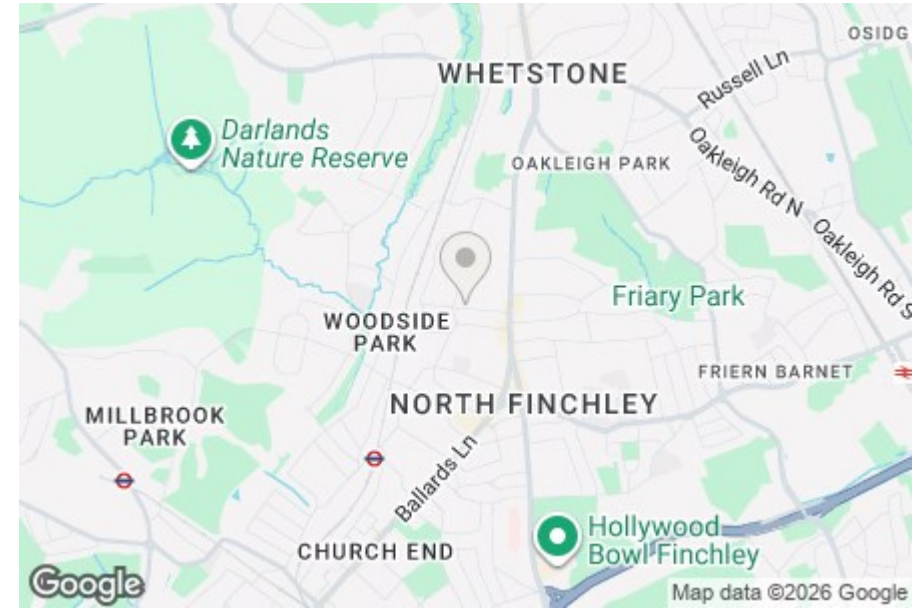 OSIDG
WHETSTONE
Russell Ln
Darlands
Nature Reserve
OAKLEIGH PARK
Oakleigh Rd N
Oakleigh Rd S
Friary Park
WOODSIDE
PARK
FRIERN BARNET
NORTH FINCHLEY
MILLBROOK
PARK
Ballards Ln
CHURCH END
Hollywood
Bowl Finchley
Google
Map data ©2026 Google